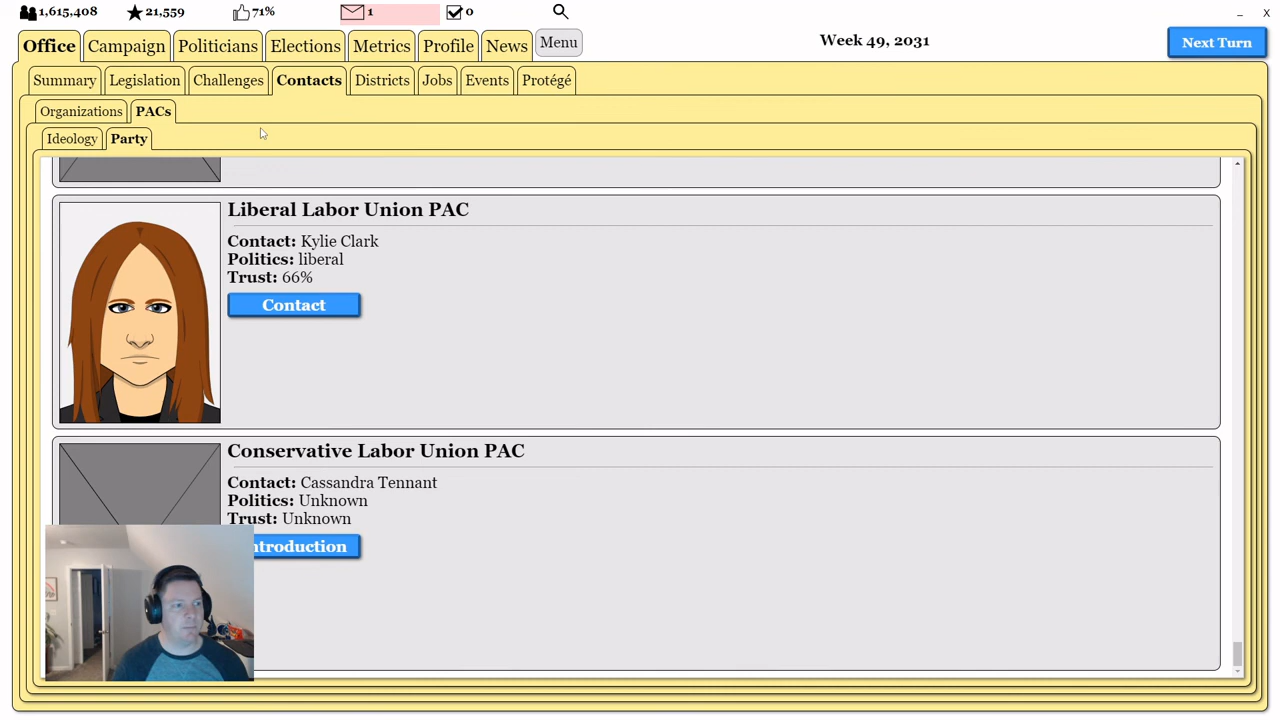 1,615,408 21,559 71% 1 0
Office Campaign Politicians Elections Metrics Profile News Menu Week 49, 2031 Next Turn
Summary Legislation Challenges Contacts Districts Jobs Events Protégé
Organizations PACs
Ideology Party
Liberal Labor Union PAC
Contact: Kylie Clark
Politics: liberal
Trust: 66%
Contact
Conservative Labor Union PAC
Contact: Cassandra Tennant
Politics: Unknown
Trust: Unknown
ntroduction